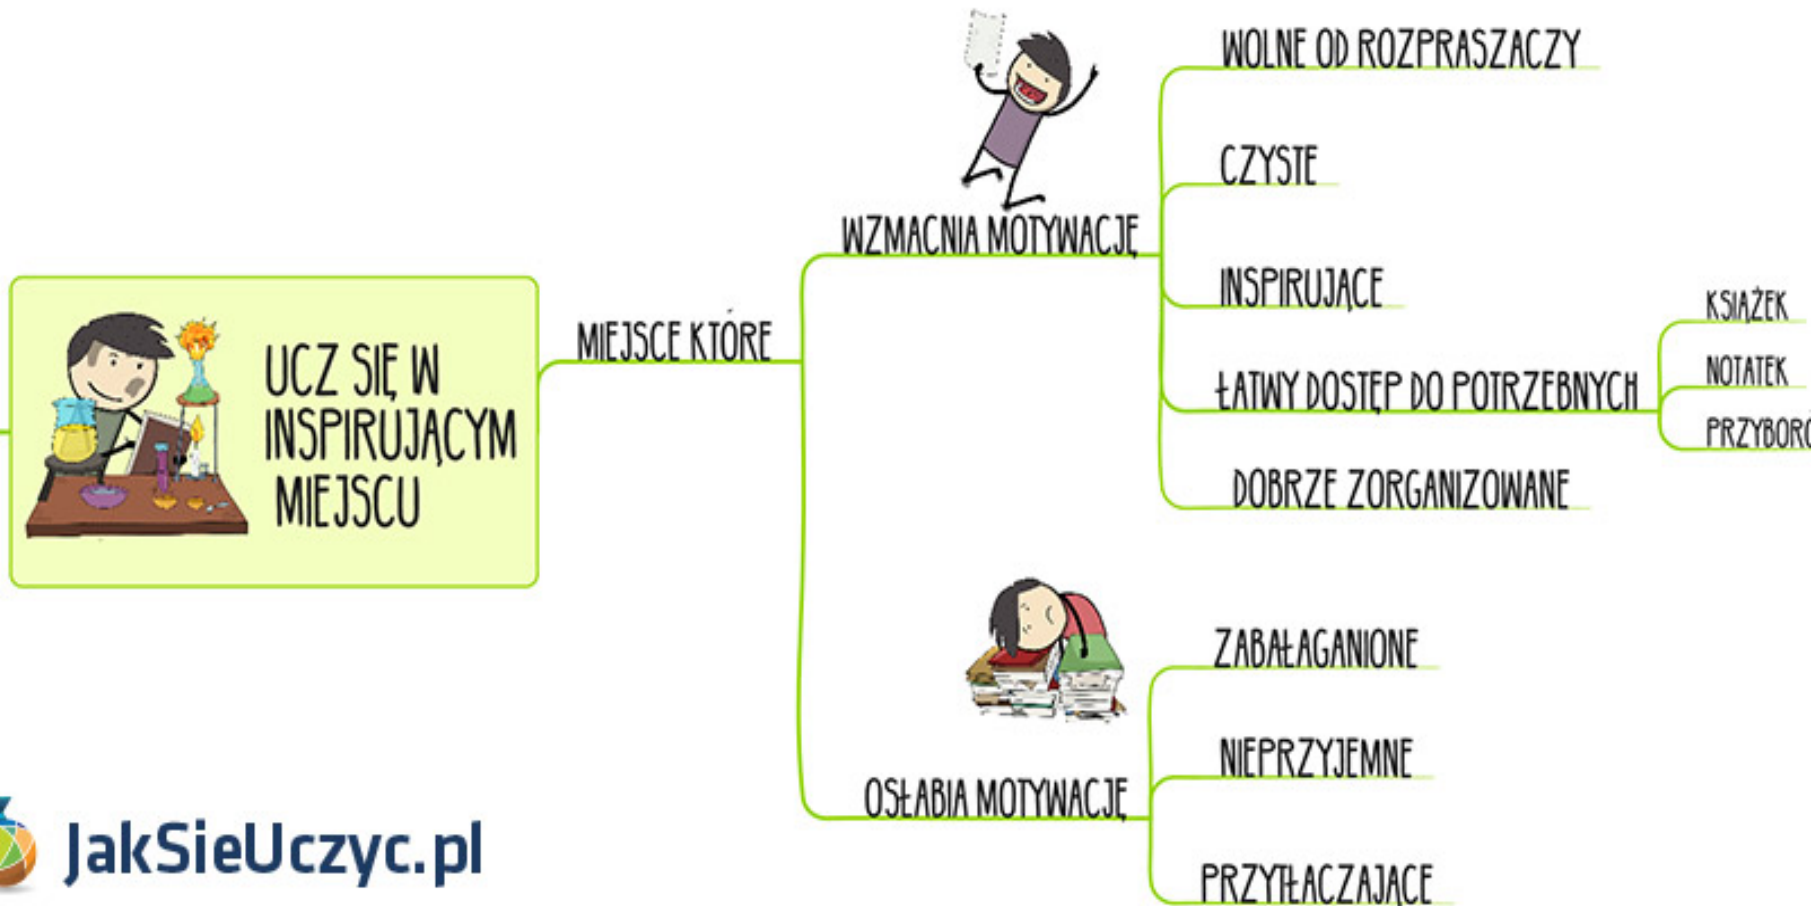 UCZ SIĘ W
INSPIRUJĄCYM
MIEJSCU
MIEJSCE KTÓRE
WZMACNIA MOTYWACJĘ
WOLNE OD ROZPRASZACZY
CZYSTE
INSPIRUJĄCE
ŁATWY DOSTĘP DO POTRZEBNYCH
KSIĄŻEK
NOTATEK
DOBRZE ZORGANIZOWANE
OSŁABIA MOTYWACJĘ
ZABAŁAGANIONE
NIEPRZYJEMNE
PRZYTŁACZAJĄCE
JakSieUczyc.pl